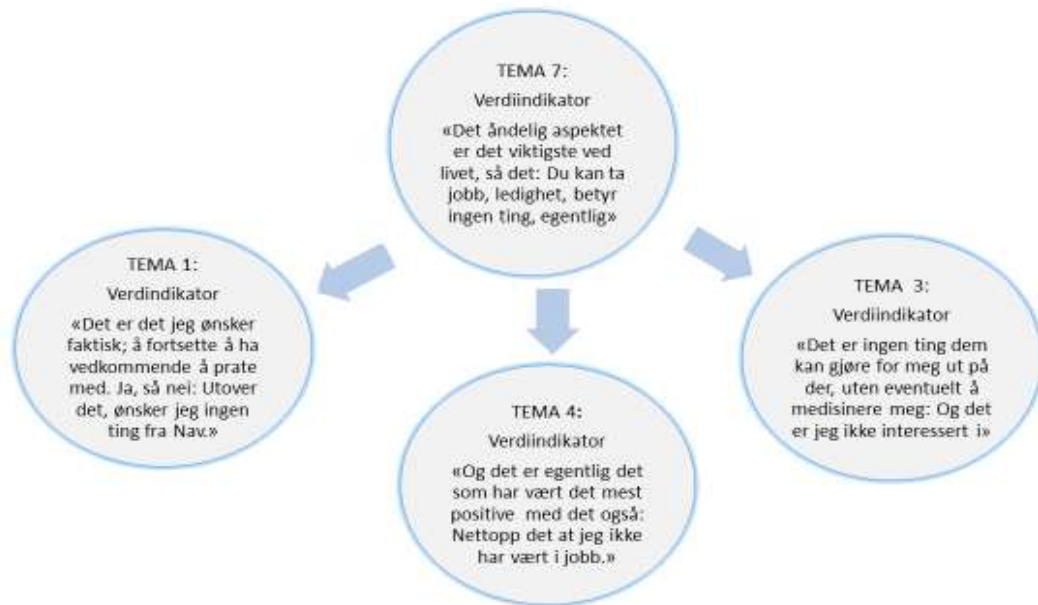 TEMA 7:
Verdiindikator
«Det åndelig aspektet
er det viktigste ved
livet, så det: Du kan ta
jobb, ledighet, betyr
ingen ting, egentlig»
TEMA 1:
Verdindikator
«Det er det jeg ønsker
faktisk; å fortsette å ha
vedkommende å prate
med. Ja, så nei: Utover
det, ønsker jeg ingen
ting fra Nav.»
TEMA 4:
Verdiindikator
«Og det er egentlig det
som har vært det mest
positive med det også:
Nettopp det at jeg ikke
har vært i jobb.»
TEMA 3:
Verdiindikator
«Det er ingen ting dem
kan gjøre for meg ut på
der, uten eventuelt å
medisinere meg: Og det
er jeg ikke interessert i»